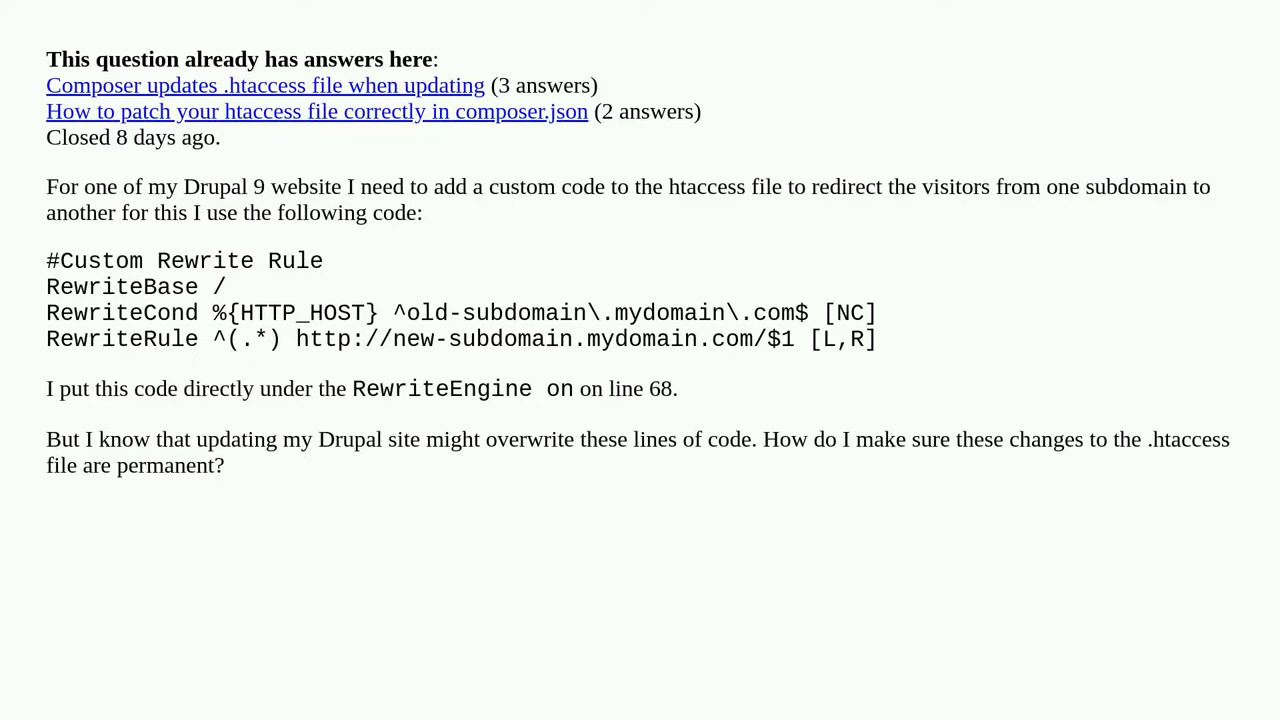 This question already has answers here:
Composer updates .htaccess file when updating (3 answers)
How to patch your htaccess file correctly in composer.json (2 answers)
Closed 8 days ago.
For one of my Drupal 9 website I need to add a custom code to the htaccess file to redirect the visitors from one subdomain to
another for this I use the following code:
#Custom Rewrite Rule
RewriteBase /
RewriteCond %{HTTP_HOST} ^old-subdomain\.mydomain\.com$ [NC]
RewriteRule ^(.*) http://new-subdomain.mydomain.com/$1 [L,R]
I put this code directly under the RewriteEngine on on line 68.
But I know that updating my Drupal site might overwrite these lines of code. How do I make sure these changes to the .htaccess
file are permanent?